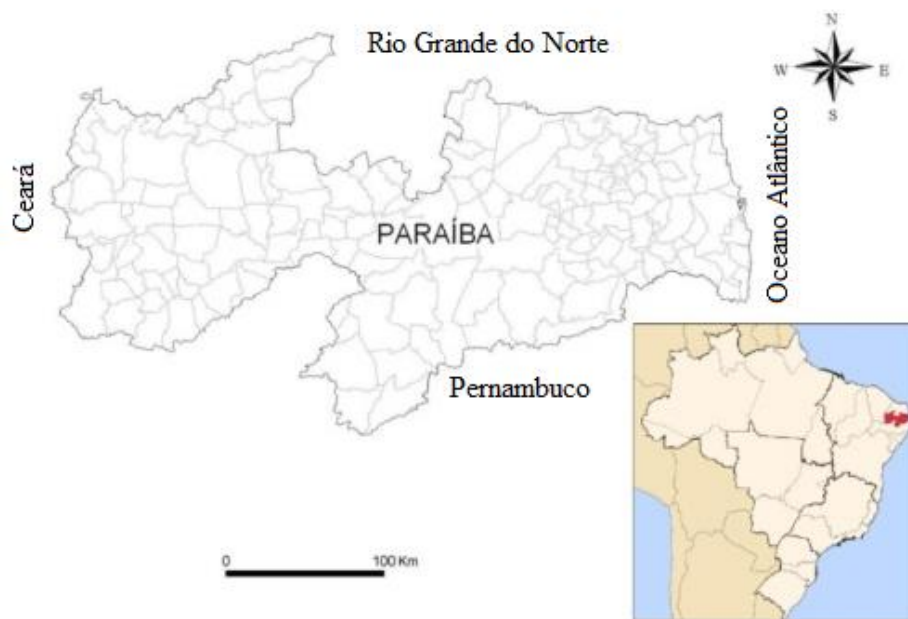 Rio Grande do Norte
N
W E
S
Ceará
Oceano Atlântico
PARAÍBA
Pernambuco
0 100 Km